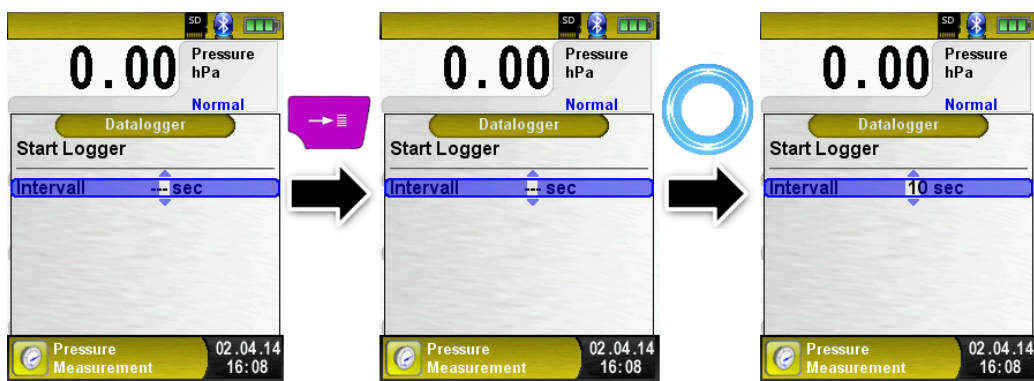 SD
0.00 Pressure
hPa
Normal
Datalogger
Start Logger
Intervall --- sec
Pressure
Measurement
02.04.14
16:08
SD
0.00 Pressure
hPa
Normal
Datalogger
Start Logger
Intervall --- sec
Pressure
Measurement
02.04.14
16:08
SD
0.00 Pressure
hPa
Normal
Datalogger
Start Logger
Intervall 10 sec
Pressure
Measurement
02.04.14
16:08